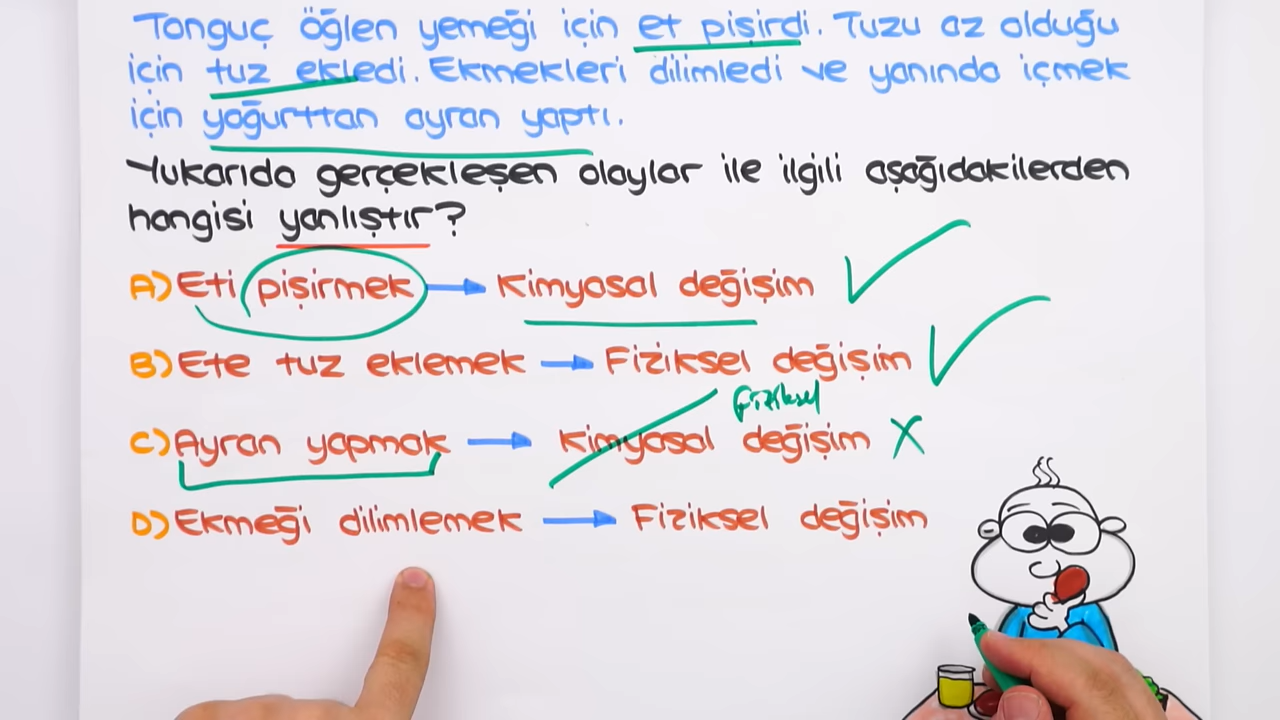 Tonguç öğlen yemeği için et pişirdi. Tuzu az olduğu
için tuz ekledi. Ekmekleri dilimledi ve yanında içmek
için yoğurttan ayran yaptı.
Yukarıda gerçekleşen olaylar ile ilgili aşağıdakilerden
hangisi yanlıştır?
A) Eti pişirmek → Kimyasal değişim
B) Ete tuz eklemek → Fiziksel değişim
fiziksel
C) Ayran yapmak → Kimyasal değişim X
D) Ekmeği dilimlemek → Fiziksel değişim